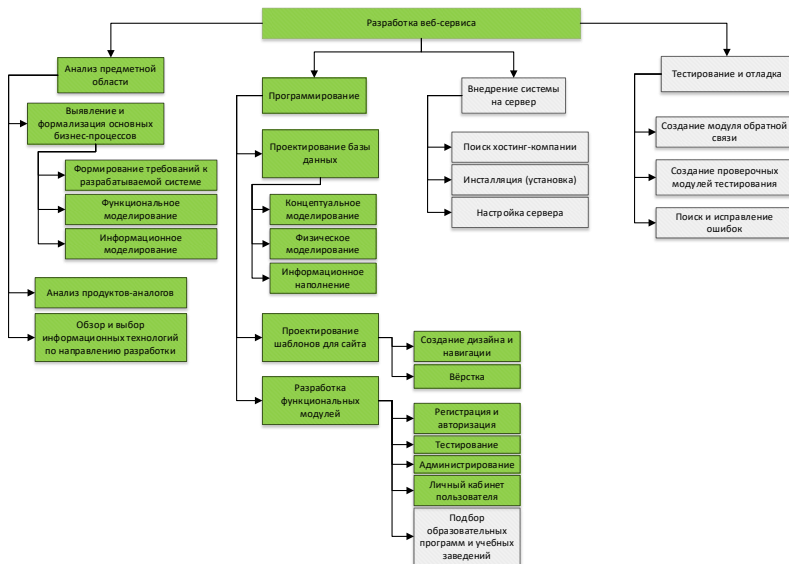 Разработка веб-сервиса
Анализ предметной
области
Выявление и
формализация основных
бизнес-процессов
Формирование требований к
разрабатываемой системе
Функциональное
моделирование
Информационное
моделирование
Анализ продуктов-аналогов
Обзор и выбор
информационных технологий
по направлению разработки
Программирование
Проектирование базы
данных
Концептуальное
моделирование
Физическое
моделирование
Информационное
наполнение
Проектирование
шаблонов для сайта
Создание дизайна и
навигации
Вёрстка
Разработка
функциональных
модулей
Регистрация и
авторизация
Тестирование
Администрирование
Личный кабинет
пользователя
Подбор
образовательных
программ и учебных
заведений
Внедрение системы
на сервер
Поиск хостинг-компании
Инсталляция (установка)
Настройка сервера
Тестирование и отладка
Создание модуля обратной
связи
Создание проверочных
модулей тестирования
Поиск и исправление
ошибок